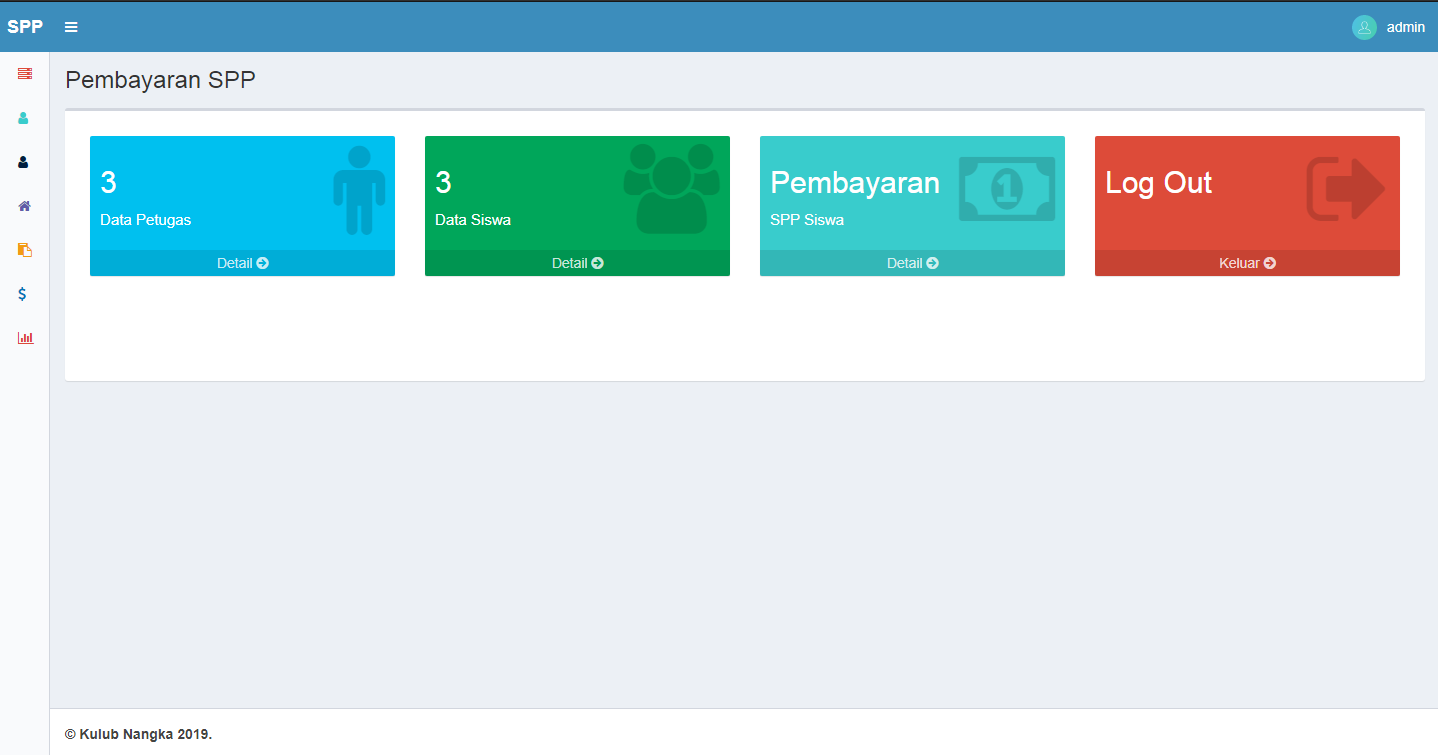 SPP
admin
Pembayaran SPP
3
Data Petugas
Detail
3
Data Siswa
Detail
Pembayaran
SPP Siswa
Detail
Log Out
Keluar
© Kulub Nangka 2019.